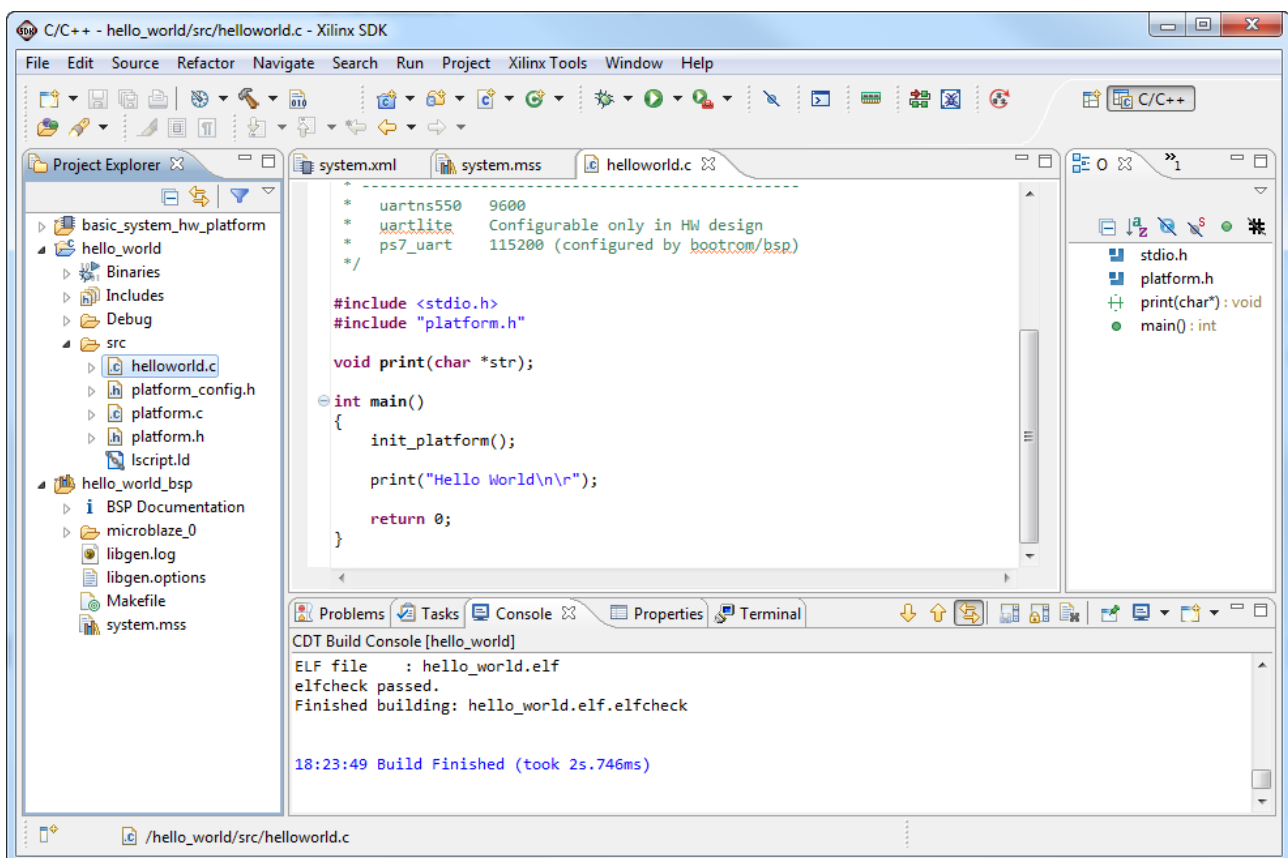 C/C++ - hello_world/src/helloworld.c - Xilinx SDK
File Edit Source Refactor Navigate Search Run Project Xilinx Tools Window Help
C/C++
Project Explorer
basic_system_hw_platform
hello_world
Binaries
Includes
Debug
src
helloworld.c
platform_config.h
platform.c
platform.h
lscript.ld
hello_world_bsp
BSP Documentation
microblaze_0
libgen.log
libgen.options
Makefile
system.mss
system.xml system.mss helloworld.c
* -----------------------------------------------
* uartns550 9600
* uartlite Configurable only in HW design
* ps7_uart 115200 (configured by bootrom/bsp)
*/
#include <stdio.h>
#include "platform.h"
void print(char *str);
int main()
{
init_platform();
print("Hello World\n\r");
return 0;
}
O »1
stdio.h
platform.h
print(char*) : void
main() : int
Problems Tasks Console Properties Terminal
CDT Build Console [hello_world]
ELF file : hello_world.elf
elfcheck passed.
Finished building: hello_world.elf.elfcheck
18:23:49 Build Finished (took 2s.746ms)
/hello_world/src/helloworld.c